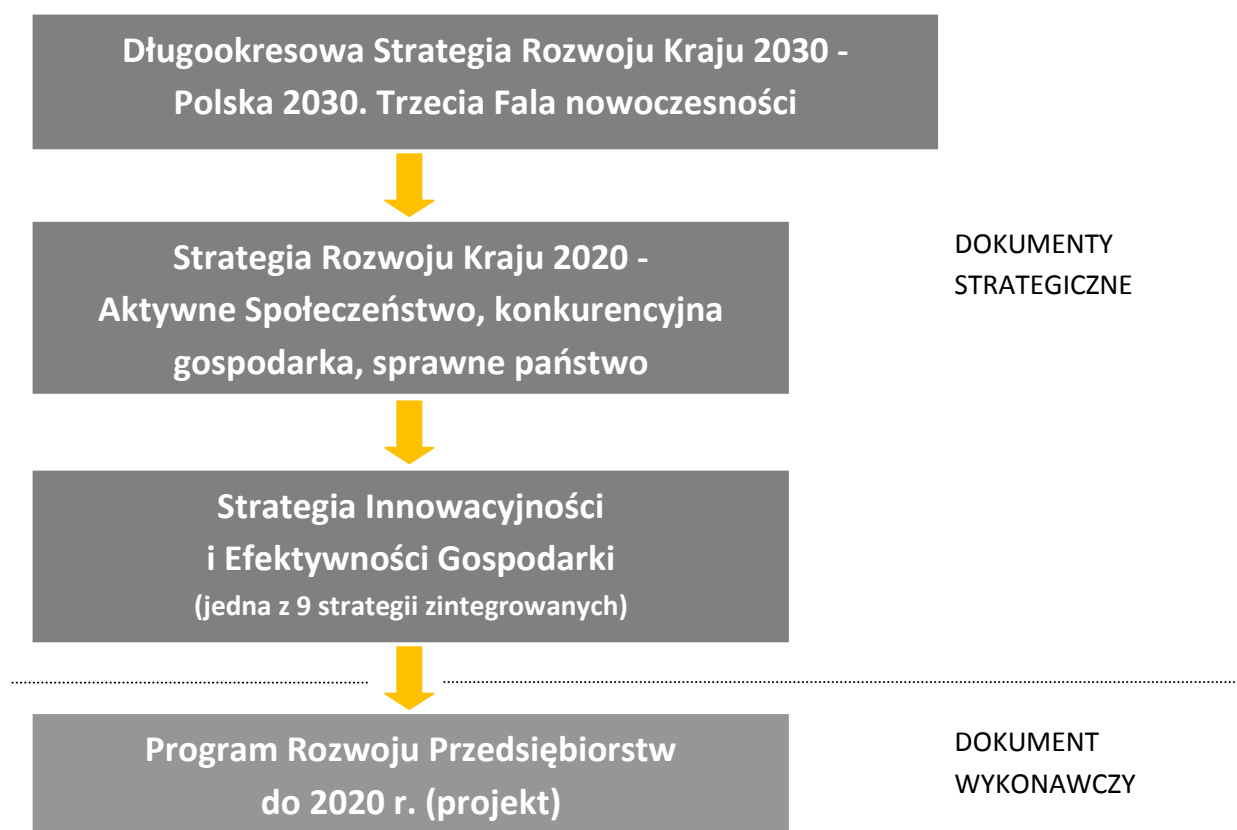 Długookresowa Strategia Rozwoju Kraju 2030 -
Polska 2030. Trzecia Fala nowoczesności
Strategia Rozwoju Kraju 2020 -
Aktywne Społeczeństwo, konkurencyjna
gospodarka, sprawne państwo
DOKUMENTY
STRATEGICZNE
Strategia Innowacyjności
i Efektywności Gospodarki
(jedna z 9 strategii zintegrowanych)
Program Rozwoju Przedsiębiorstw
do 2020 r. (projekt)
DOKUMENT
WYKONAWCZY